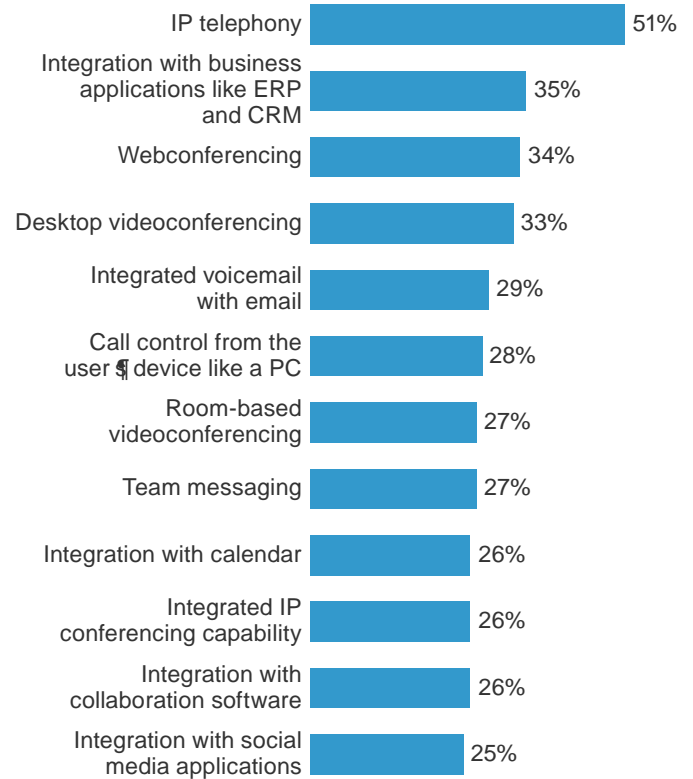 IP telephony 51%
Integration with business
applications like ERP 35%
and CRM
Webconferencing 34%
Desktop videoconferencing 33%
Integrated voicemail
with email 29%
Call control from the
user device like a PC 28%
Room-based
videoconferencing 27%
Team messaging 27%
Integration with calendar 26%
Integrated IP
conferencing capability 26%
Integration with
collaboration software 26%
Integration with social
media applications 25%